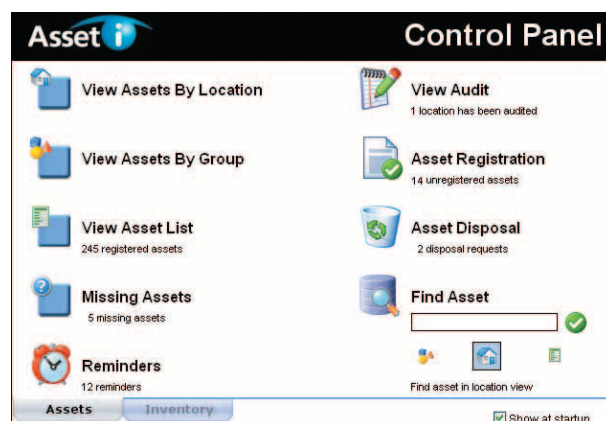 Asset i
Control Panel
View Assets By Location
View Assets By Group
View Asset List
245 registered assets
Missing Assets
5 missing assets
Reminders
12 reminders
View Audit
1 location has been audited
Asset Registration
14 unregistered assets
Asset Disposal
2 disposal requests
Find Asset
Find asset in location view
Assets
Inventory
Show at startup